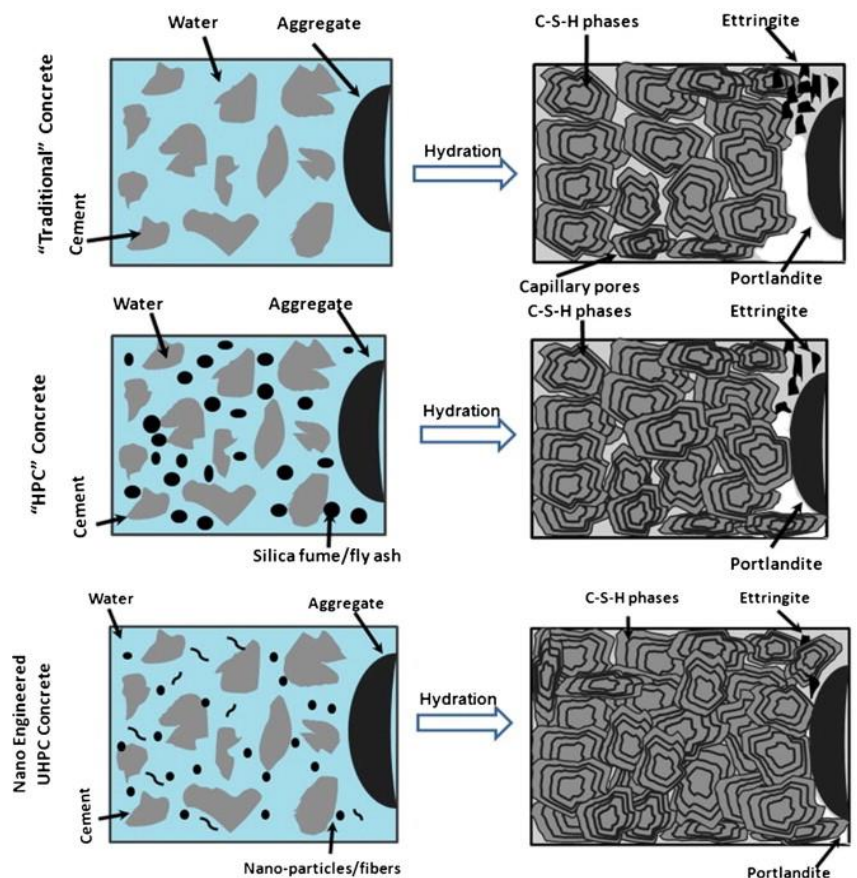 Water
Aggregate
"Traditional" Concrete
Cement
Hydration
C-S-H phases
Ettringite
Capillary pores
Portlandite
Water
Aggregate
"HPC" Concrete
Cement
Silica fume/fly ash
Hydration
C-S-H phases
Ettringite
Portlandite
Water
Aggregate
Nano Engineered
UHPC Concrete
Cement
Nano-particles/fibers
Hydration
C-S-H phases
Ettringite
Portlandite